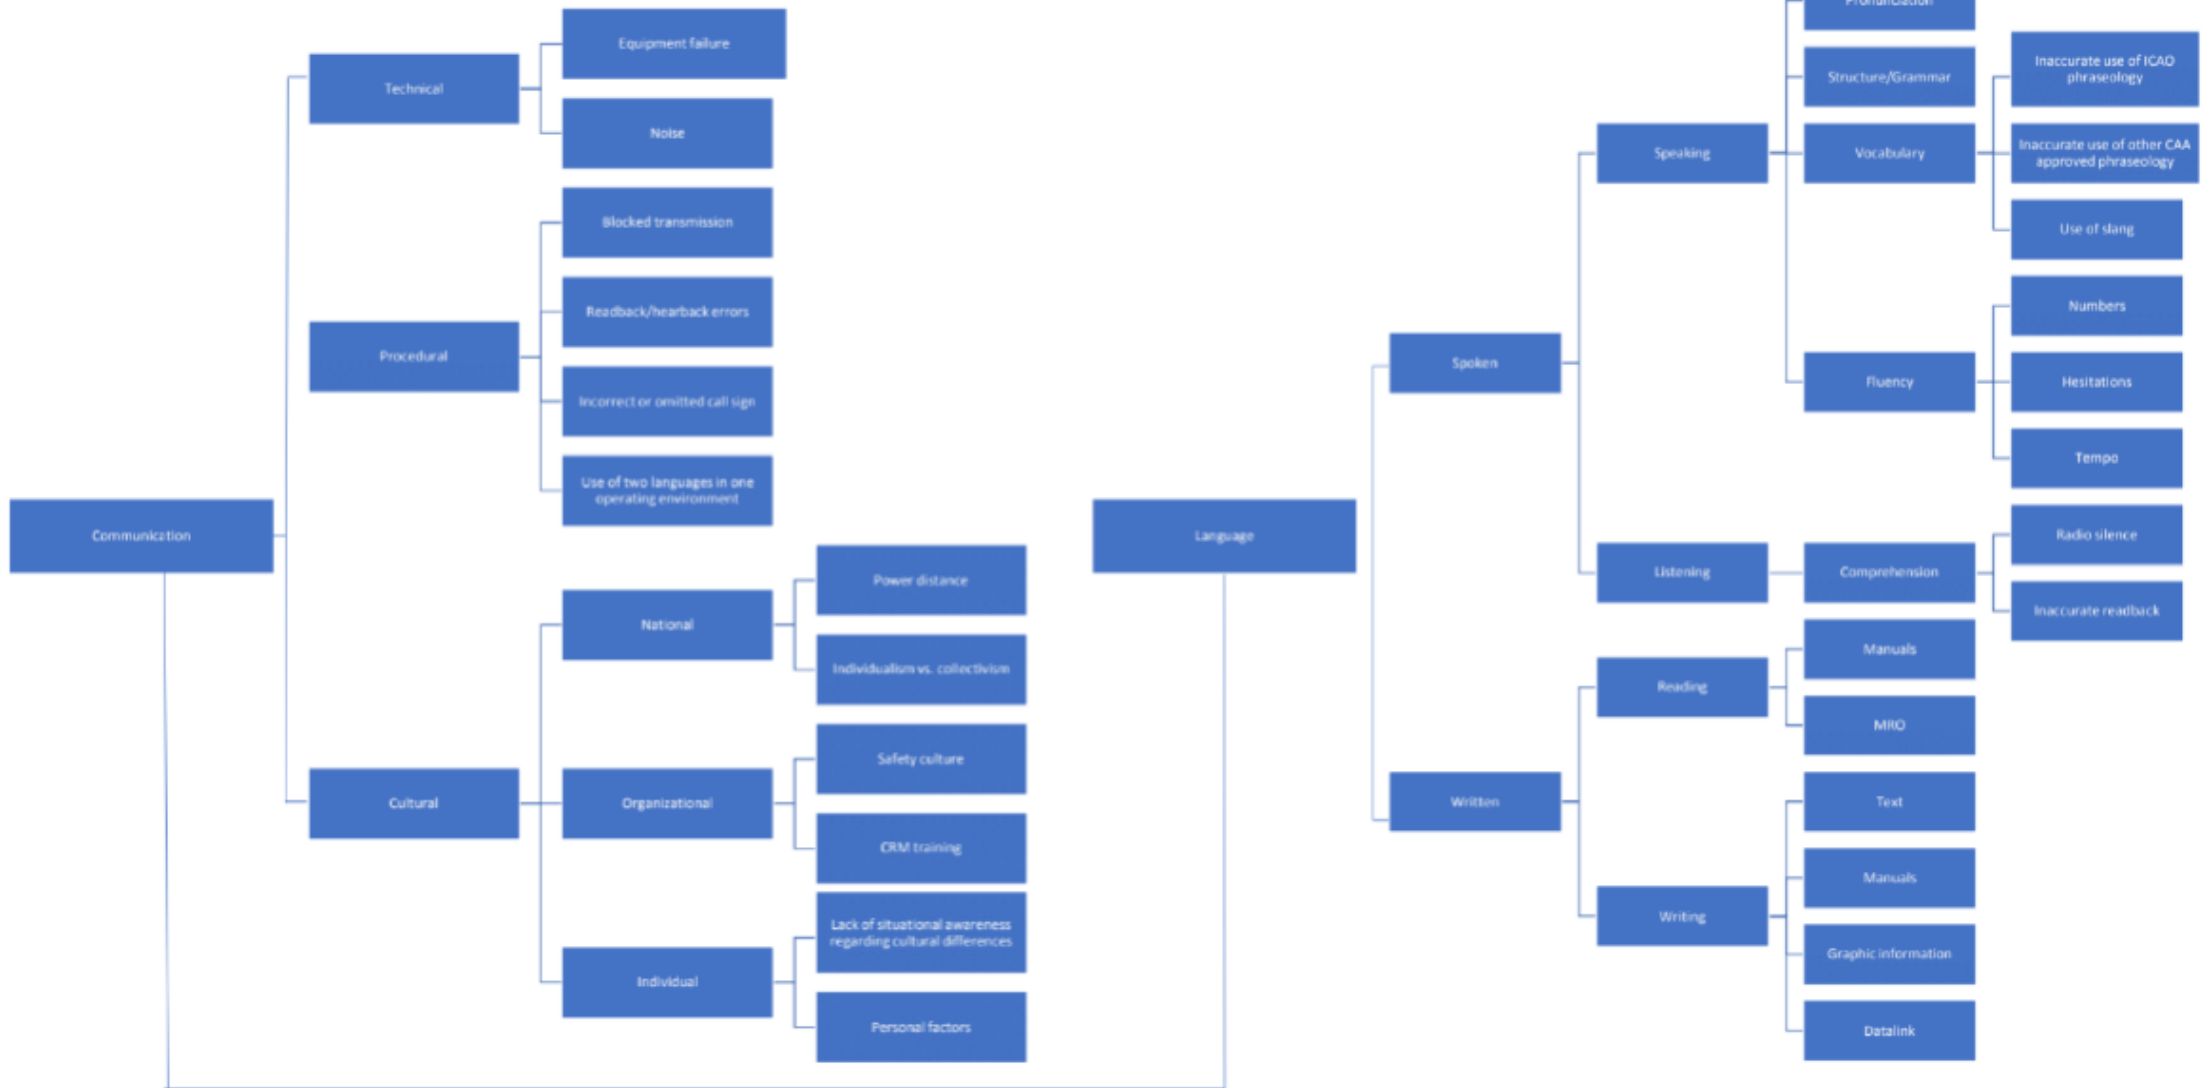 Communication
Technical
Equipment failure
Noise
Procedural
Blocked transmission
Readback/hearback errors
Incorrect or omitted call sign
Use of two languages in one
operating environment
Cultural
National
Power distance
Individualism vs. collectivism
Organizational
Safety culture
CRM training
Individual
Lack of situational awareness
regarding cultural differences
Personal factors
Language
Spoken
Speaking
Pronunciation
Structure/Grammar
Vocabulary
Inaccurate use of ICAO
phraseology
Inaccurate use of other CAA
approved phraseology
Use of slang
Fluency
Numbers
Hesitations
Tempo
Listening
Comprehension
Radio silence
Inaccurate readback
Written
Reading
Manuals
MRO
Writing
Text
Manuals
Graphic information
Datalink